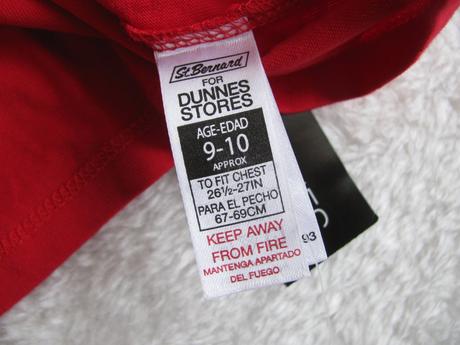 St. Bernard
FOR
DUNNES
STORES
AGE-EDAD
9-10
APPROX
TO FIT CHEST
26½-27IN
PARA EL PECHO
67-69CM
KEEP AWAY
FROM FIRE
MANTENGA APARTADO
DEL FUEGO
93